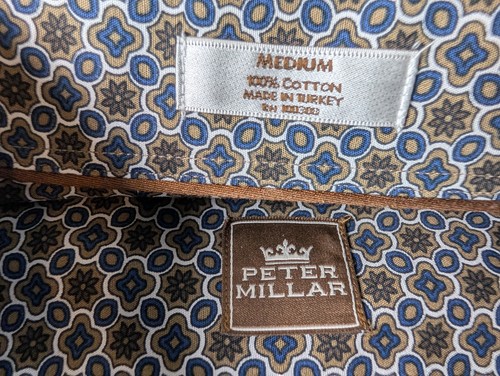 MEDIUM
100% COTTON
MADE IN TURKEY
PETER
MILLAR